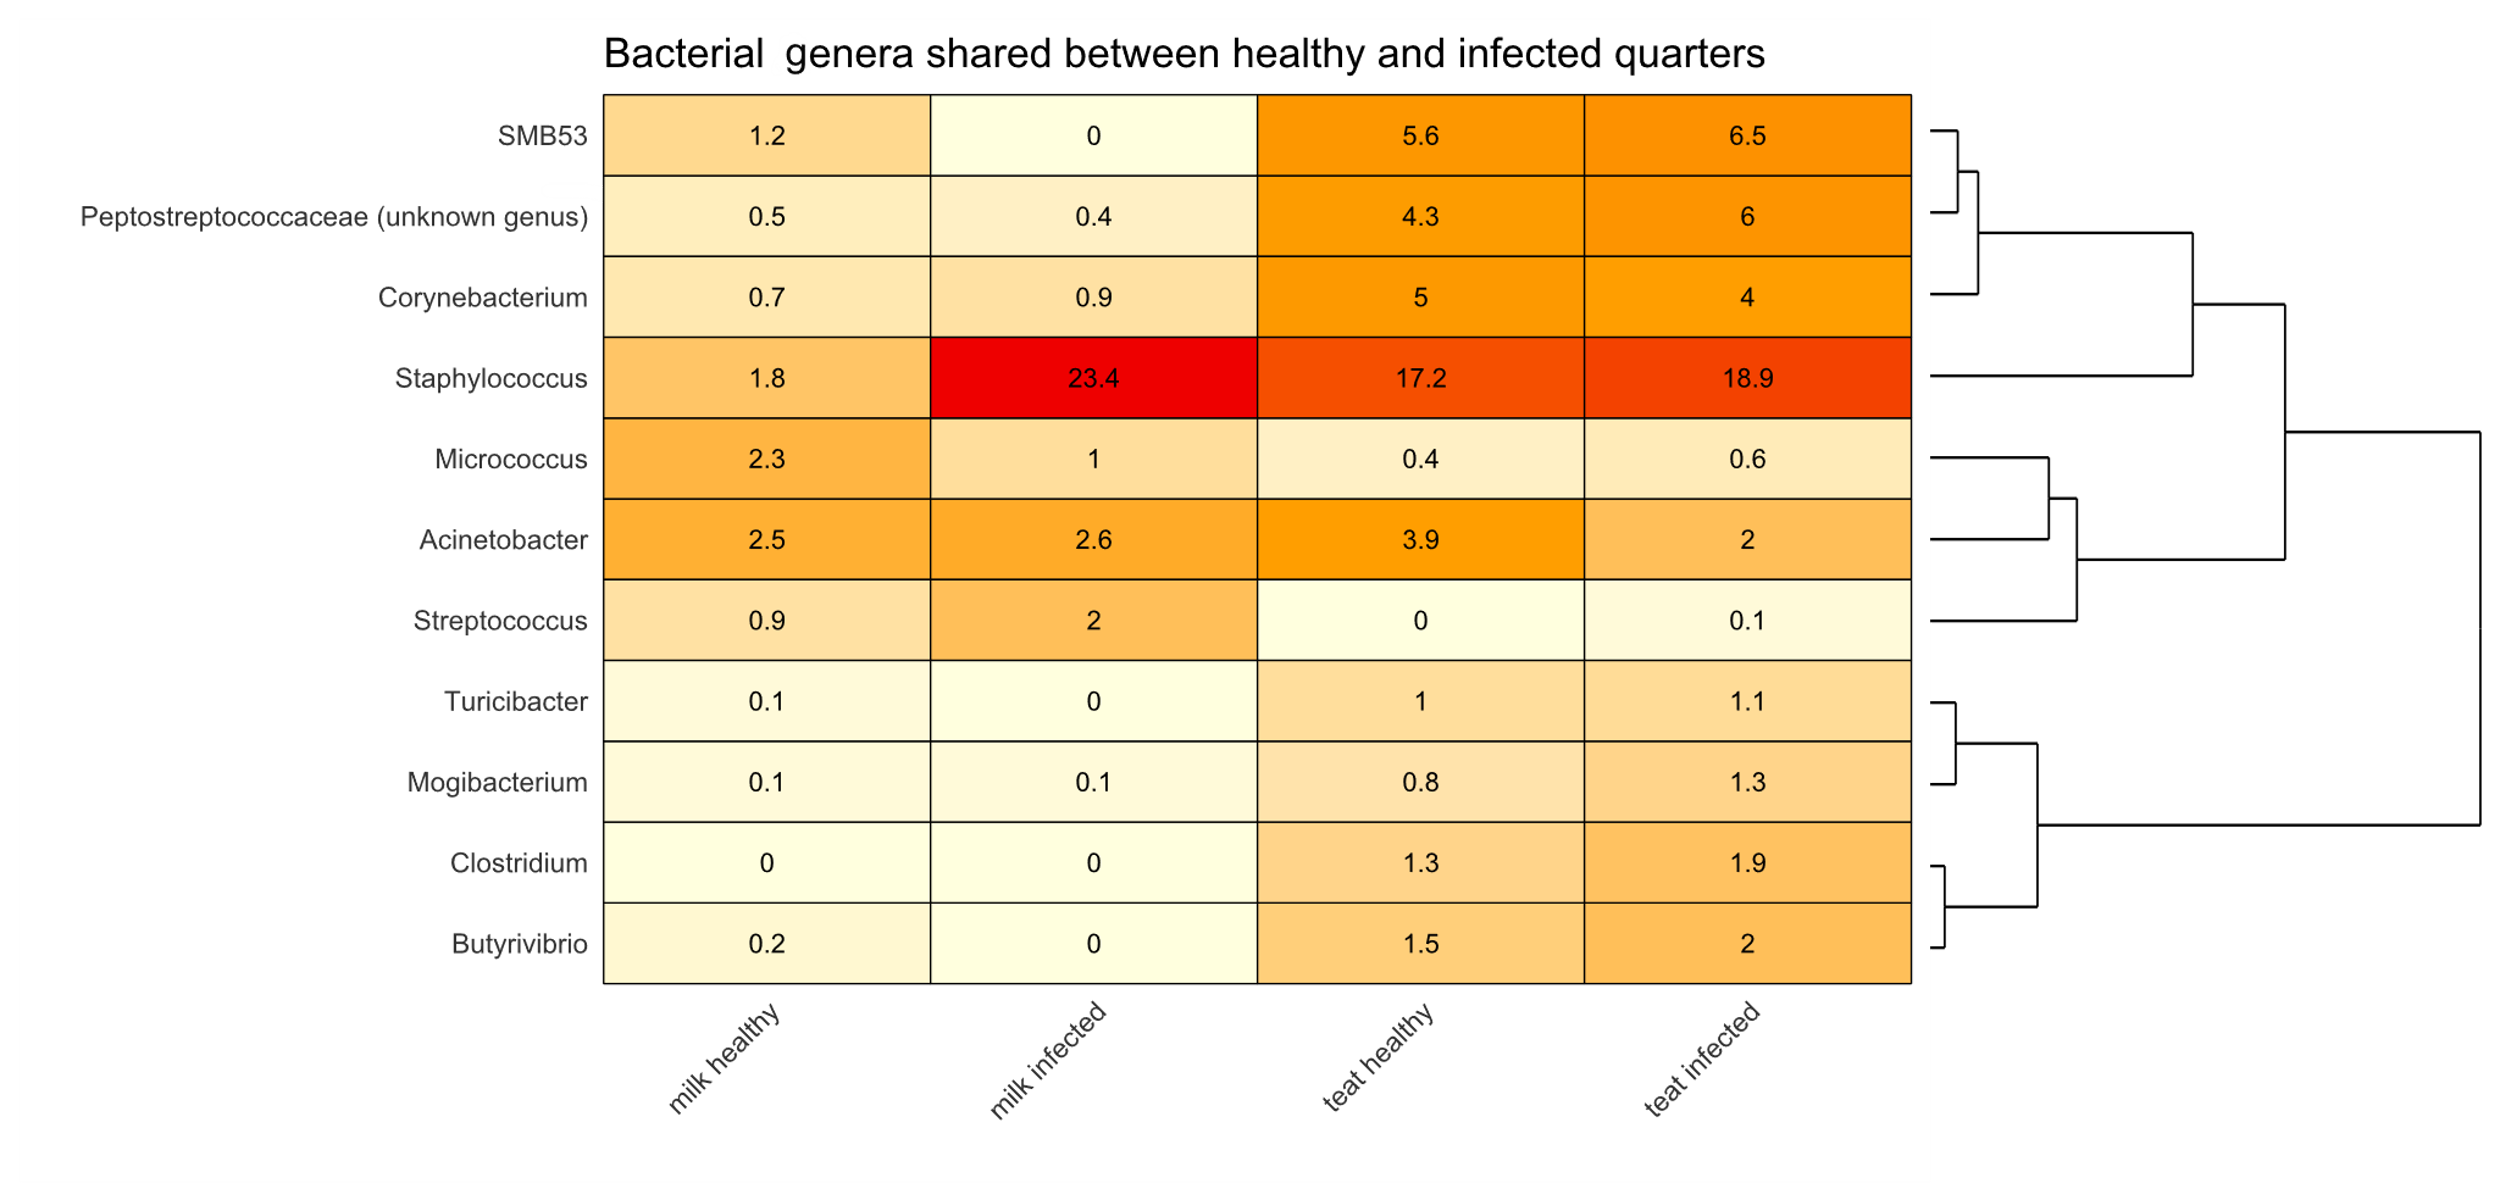 Bacterial  genera shared between healthy and infected quarters
SMB53 1.2 0 5.6 6.5
Peptostreptococcaceae (unknown genus) 0.5 0.4 4.3 6
Corynebacterium 0.7 0.9 5 4
Staphylococcus 1.8 23.4 17.2 18.9
Micrococcus 2.3 1 0.4 0.6
Acinetobacter 2.5 2.6 3.9 2
Streptococcus 0.9 2 0 0.1
Turicibacter 0.1 0 1 1.1
Mogibacterium 0.1 0.1 0.8 1.3
Clostridium 0 0 1.3 1.9
Butyrivibrio 0.2 0 1.5 2
milk healthy
milk infected
teat healthy
teat infected